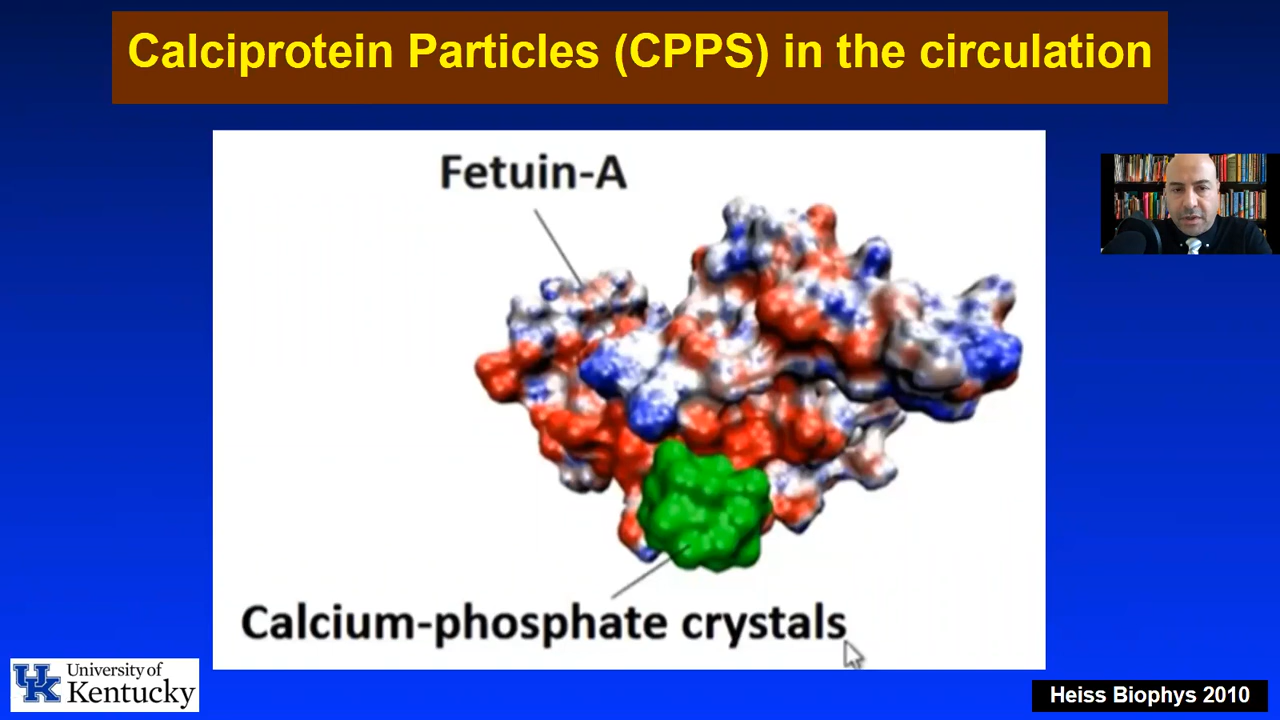 Calciprotein Particles (CPPS) in the circulation
Fetuin-A
Calcium-phosphate crystals
UK
University of
Kentucky
Heiss Biophys 2010